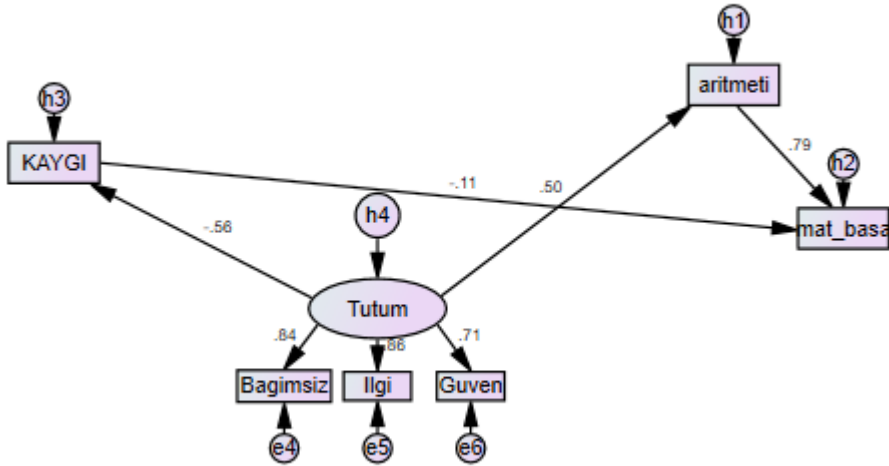 h1
aritmeti
h3
.79
h2
KAYGI
-.11
.50
h4
mat_basa
-.56
Tutum
.84
.86
.71
Bagimsiz
Ilgi
Guven
e4
e5
e6